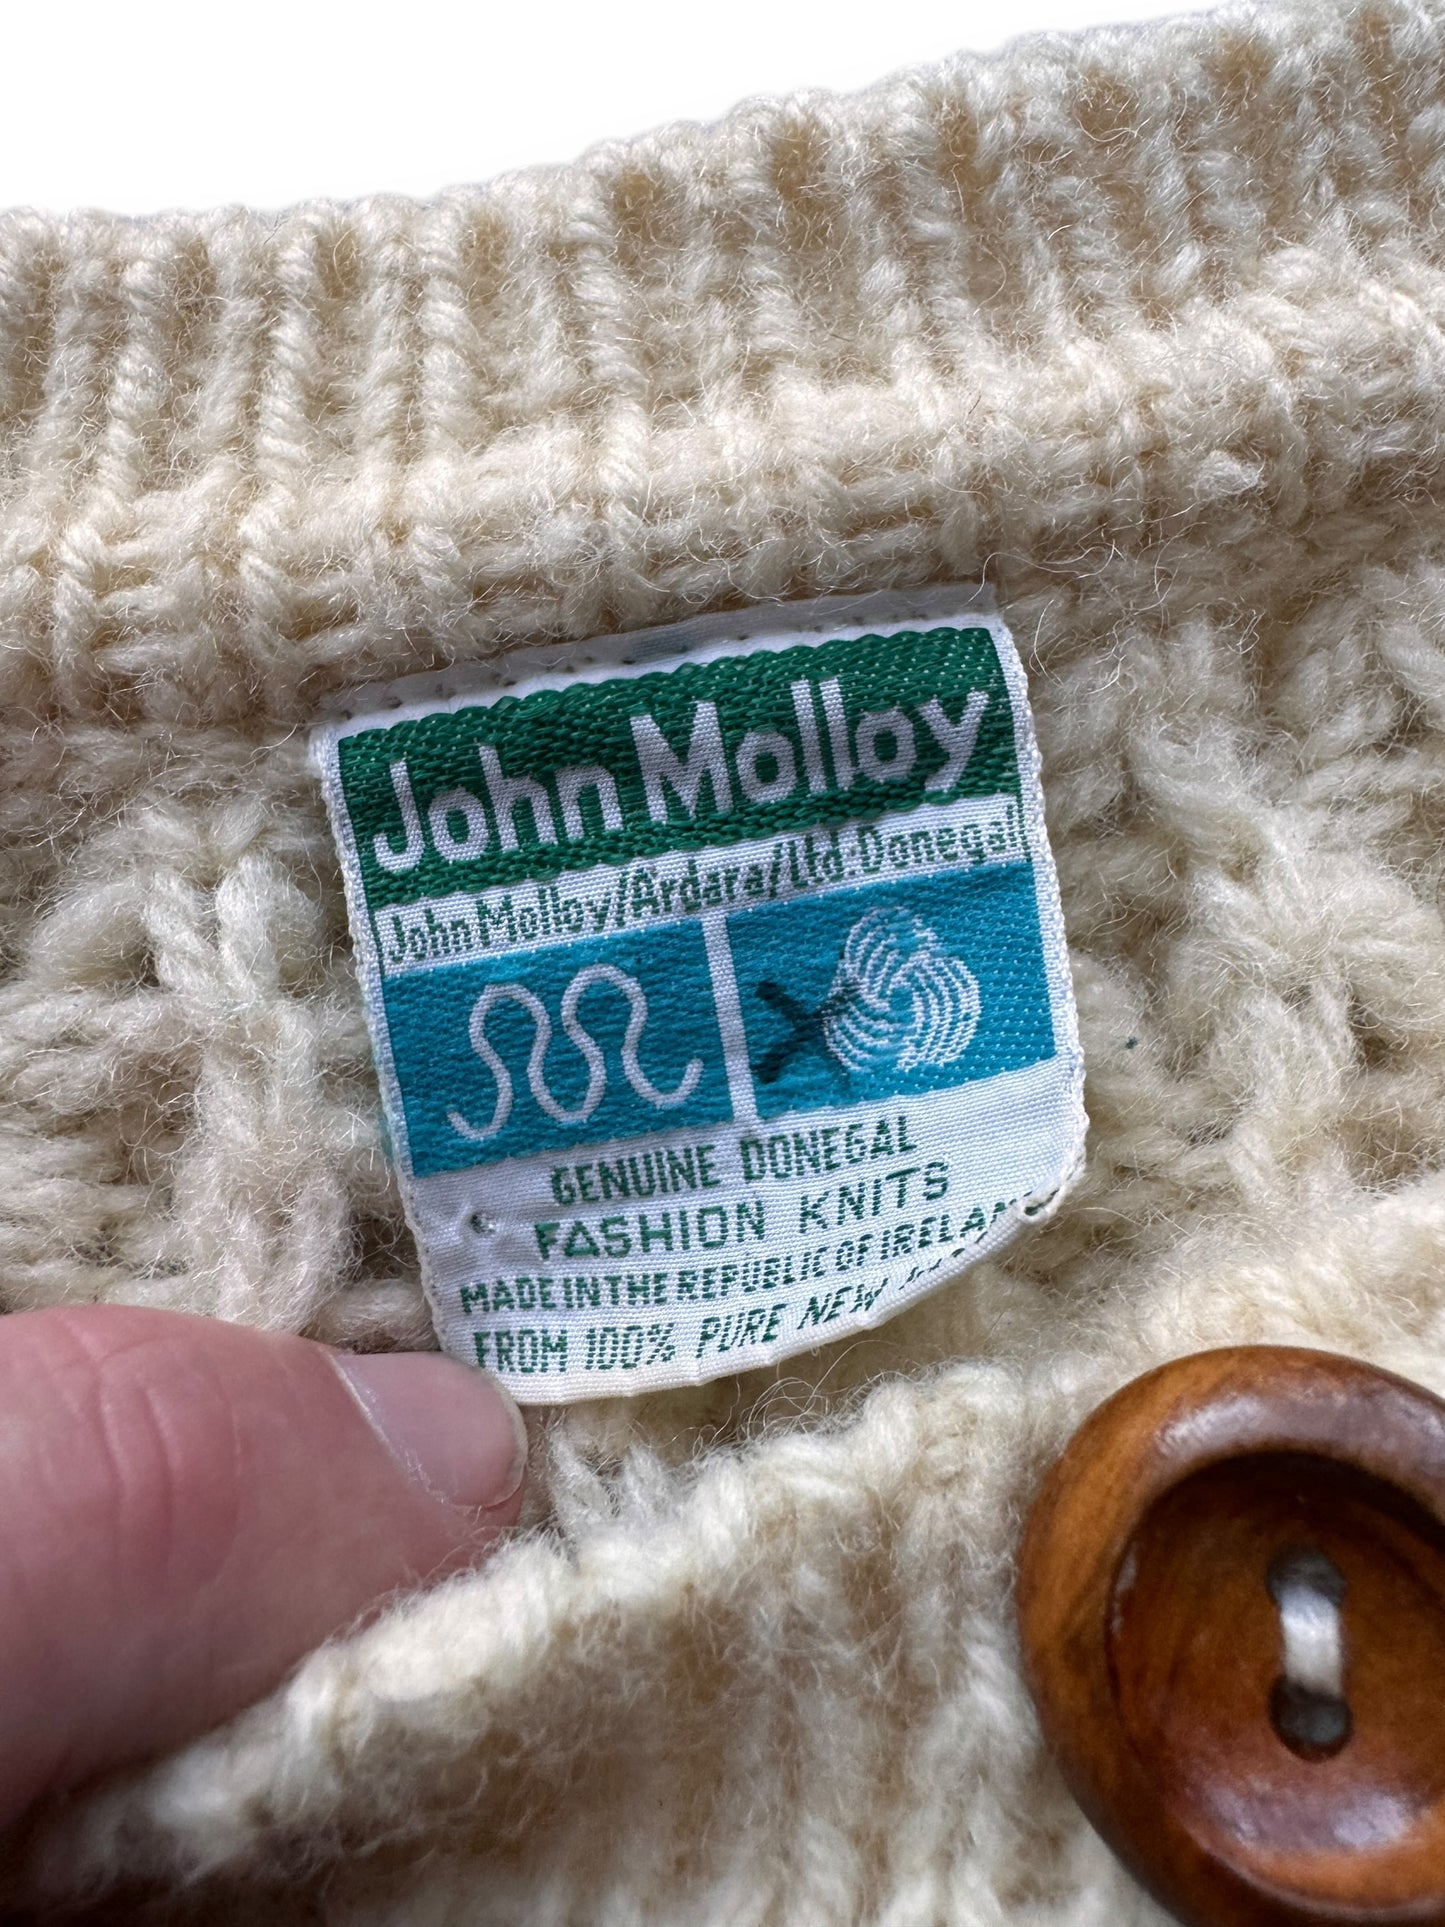 John Molloy
John Molloy/Ardara/Ltd.Donegal
GENUINE DONEGAL
FASHION KNITS
MADE IN THE REPUBLIC OF IRELAND
FROM 100% PURE NEW